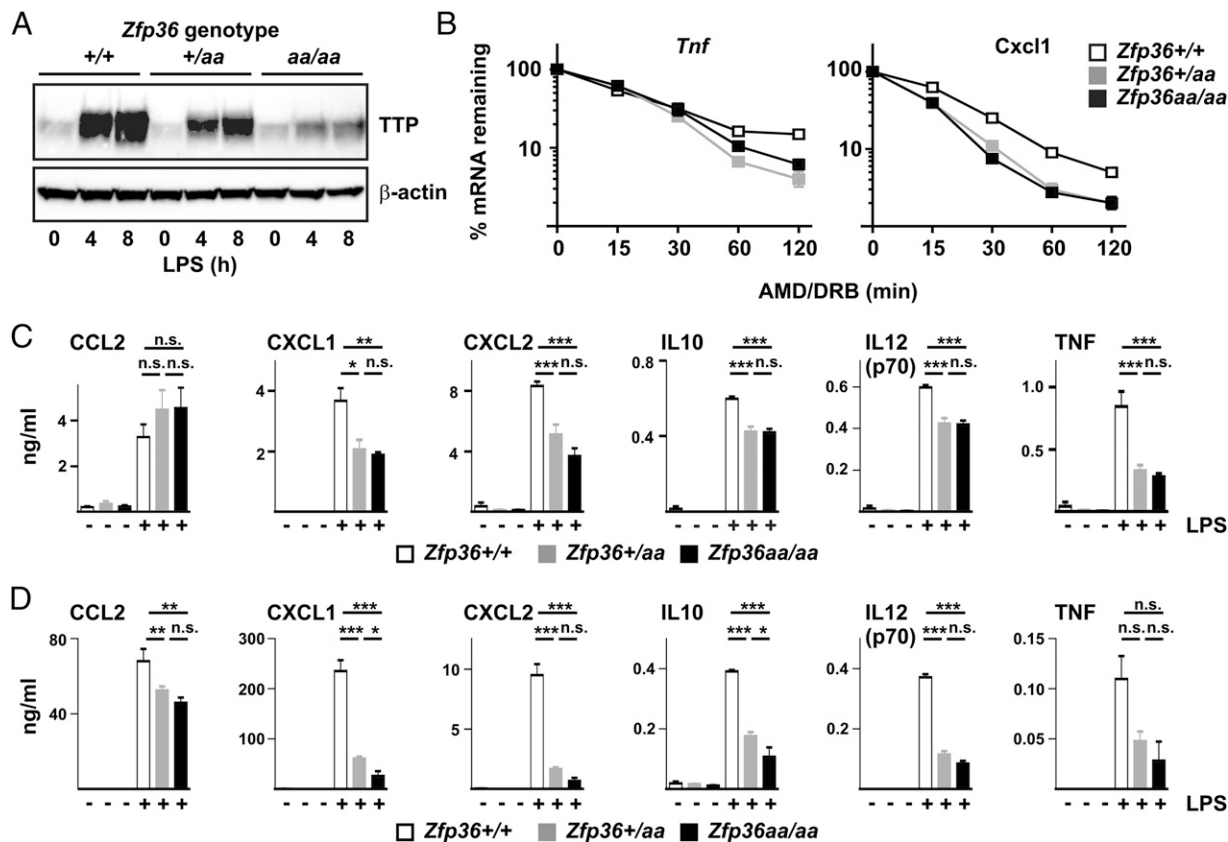 A
Zfp36 genotype
+/+ +/aa aa/aa
TTP
β-actin
0 4 8 0 4 8 0 4 8
LPS (h)
B
Tnf Cxcl1
Zfp36+/+
Zfp36+/aa
Zfp36aa/aa
% mRNA remaining
100 100
10 10
0 15 30 60 120 0 15 30 60 120
AMD/DRB (min)
C
CCL2 CXCL1 CXCL2 IL10 IL12 (p70) TNF
n.s. ** *** *** *** ***
n.s. n.s. * n.s. *** n.s. *** n.s. *** n.s. *** n.s.
ng/ml
4 2
4 2
8 4
0.8 0.4
0.6 0.4 0.2
1.0 0.5
- - - + + + - - - + + + - - - + + + - - - + + + - - - + + + - - - + + + LPS
Zfp36+/+ Zfp36+/aa Zfp36aa/aa
D
CCL2 CXCL1 CXCL2 IL10 IL12 (p70) TNF
** *** *** *** *** n.s.
** n.s. *** * *** n.s. *** * *** n.s. n.s. n.s.
ng/ml
80 40
300 200 100
10 5
0.4 0.2
0.4 0.2
0.15 0.10 0.05
- - - + + + - - - + + + - - - + + + - - - + + + - - - + + + - - - + + + LPS
Zfp36+/+ Zfp36+/aa Zfp36aa/aa